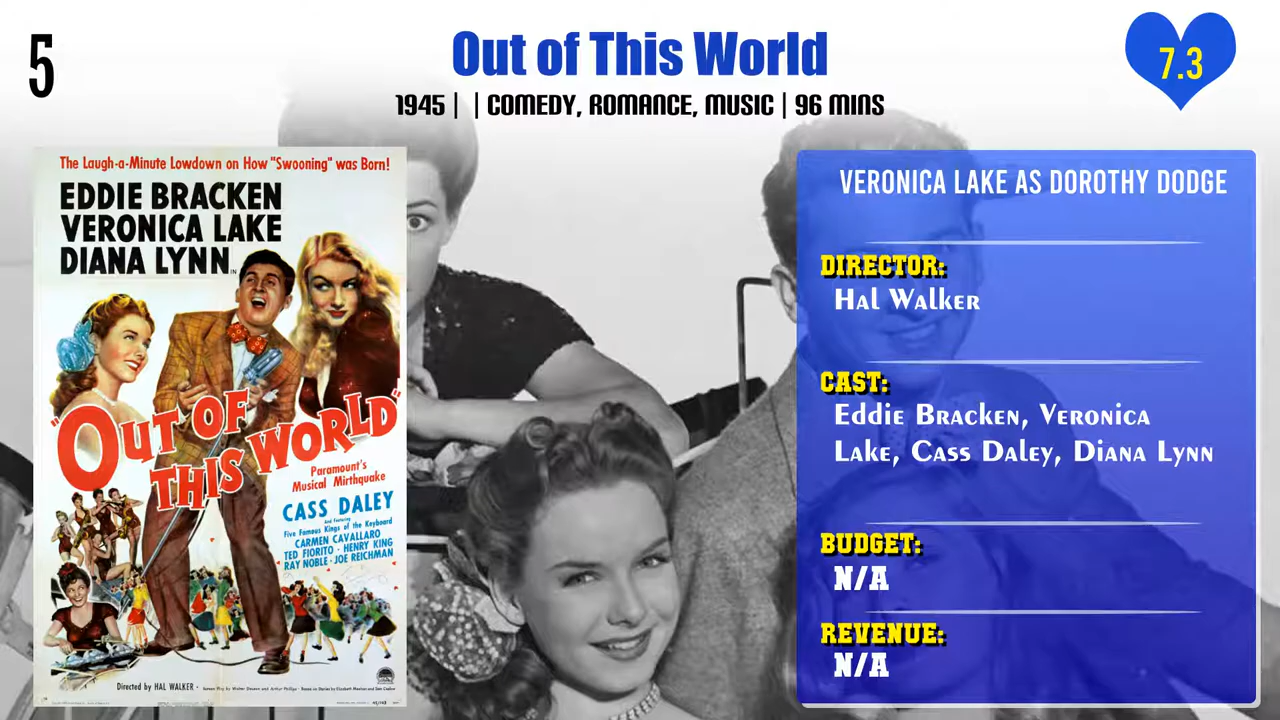 5
Out of This World
7.3
1945 | | COMEDY, ROMANCE, MUSIC | 96 MINS
The Laugh-a-Minute Lowdown on How "Swooning" was Born!
EDDIE BRACKEN
VERONICA LAKE
DIANA LYNN IN
"OUT OF
THIS WORLD"
Paramount's
Musical Mirthquake
CASS DALEY
And Featuring
Five Famous Kings of the Keyboard
CARMEN CAVALLARO
TED FIORITO · HENRY KING
RAY NOBLE · JOE REICHMAN
Directed by HAL WALKER ·
VERONICA LAKE AS DOROTHY DODGE
DIRECTOR:
Hal Walker
CAST:
Eddie Bracken, Veronica
Lake, Cass Daley, Diana Lynn
BUDGET:
N/A
REVENUE:
N/A